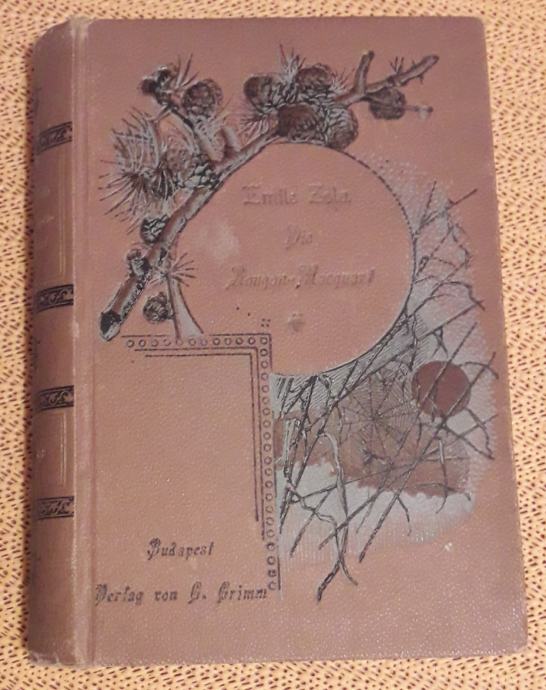 Emile Zola.
Die
Rougon-Macquart
Budapest
Verlag von G. Grimm